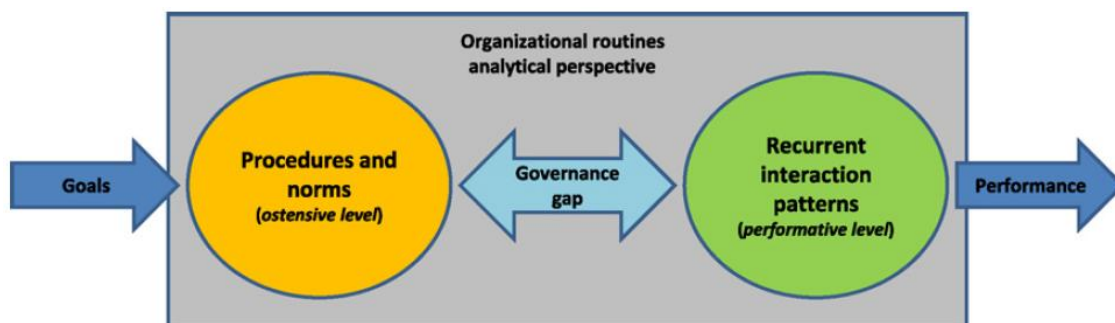 Organizational routines
analytical perspective
Goals
Procedures and
norms
(ostensive level)
Governance
gap
Recurrent
interaction
patterns
(performative level)
Performance